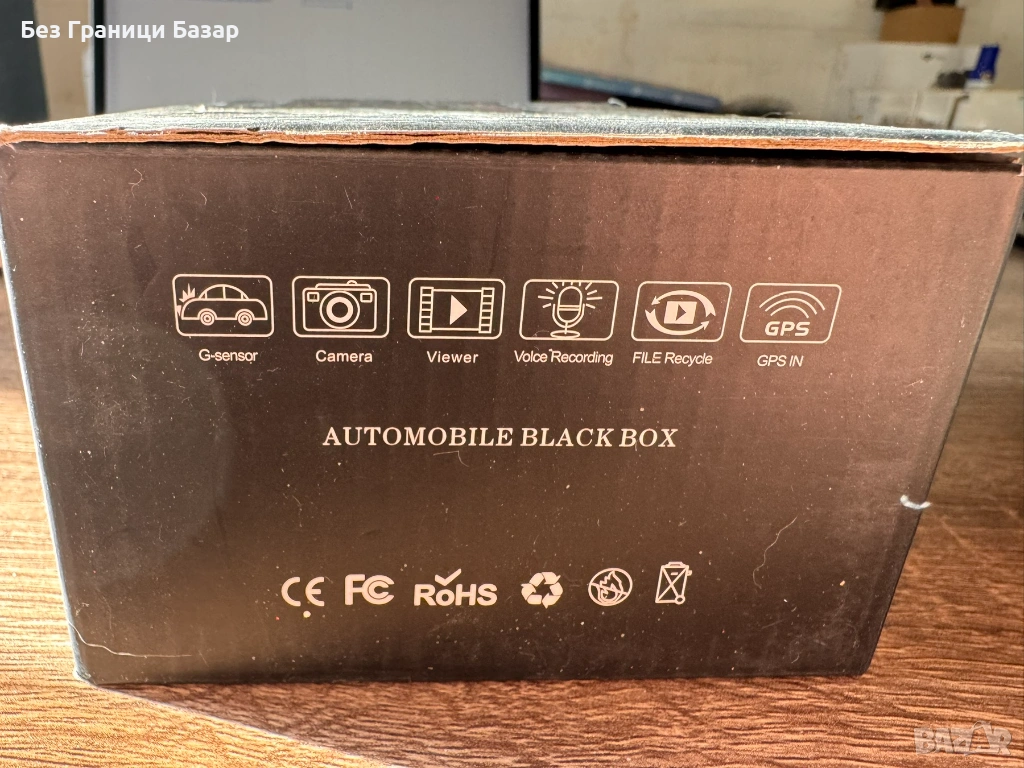 Без Граници Базар
GPS
G-sensor Camera Viewer Voice Recording FILE Recycle GPS IN
AUTOMOBILE BLACK BOX
CE FC RoHS
BAZAR